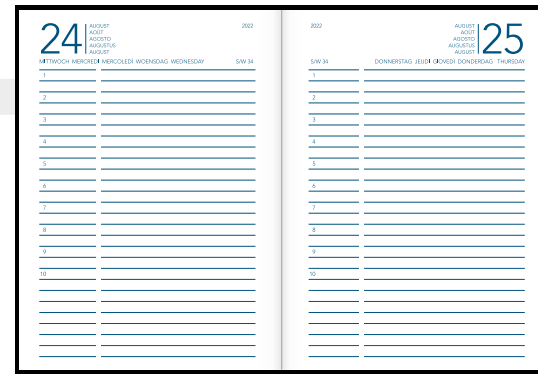 24
AUGUST
AOÛT
AGOSTO
AUGUSTUS
AUGUST
2022
MITTWOCH MERCREDI MERCOLEDÌ WOENSDAG WEDNESDAY S/W 34
1
2
3
4
5
6
7
8
9
10
2022
AUGUST
AOÛT
AGOSTO
AUGUSTUS
AUGUST
25
S/W 34 DONNERSTAG JEUDI GIOVEDÌ DONDERDAG THURSDAY
1
2
3
4
5
6
7
8
9
10